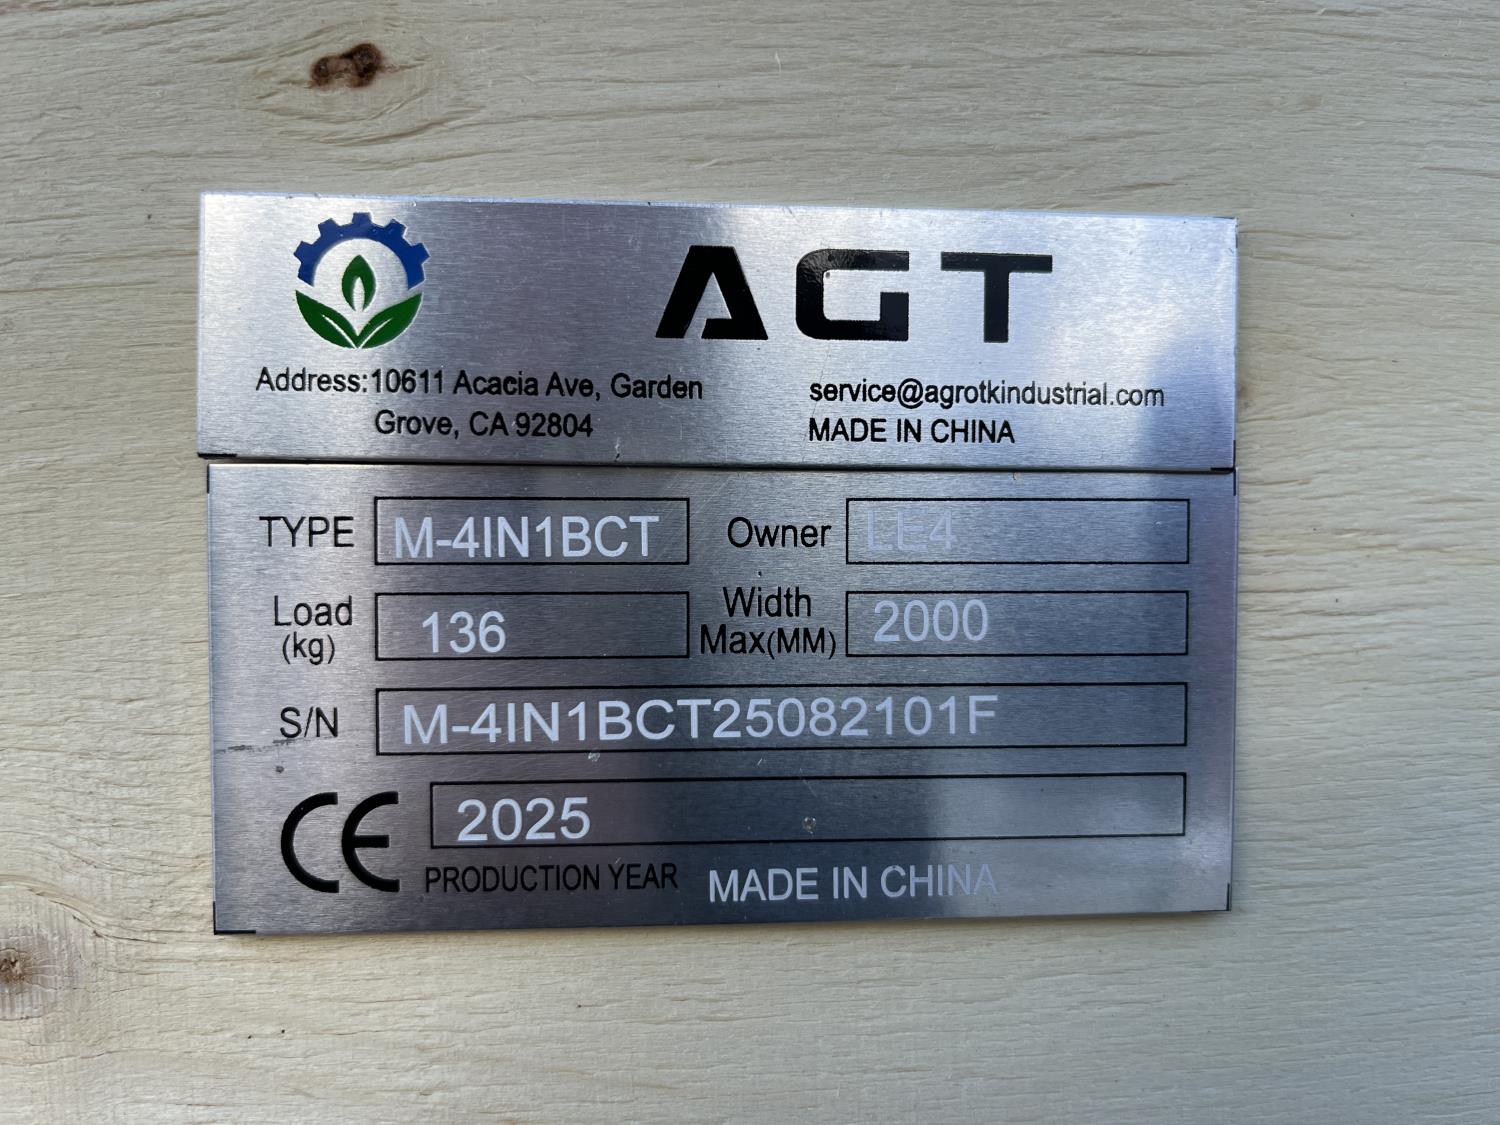 AGT
Address:10611 Acacia Ave, Garden
Grove, CA 92804
service@agrotkindustrial.com
MADE IN CHINA
TYPE M-4IN1BCT Owner LE4
Load (kg) 136 Width Max(MM) 2000
S/N M-4IN1BCT25082101F
CE 2025
PRODUCTION YEAR MADE IN CHINA